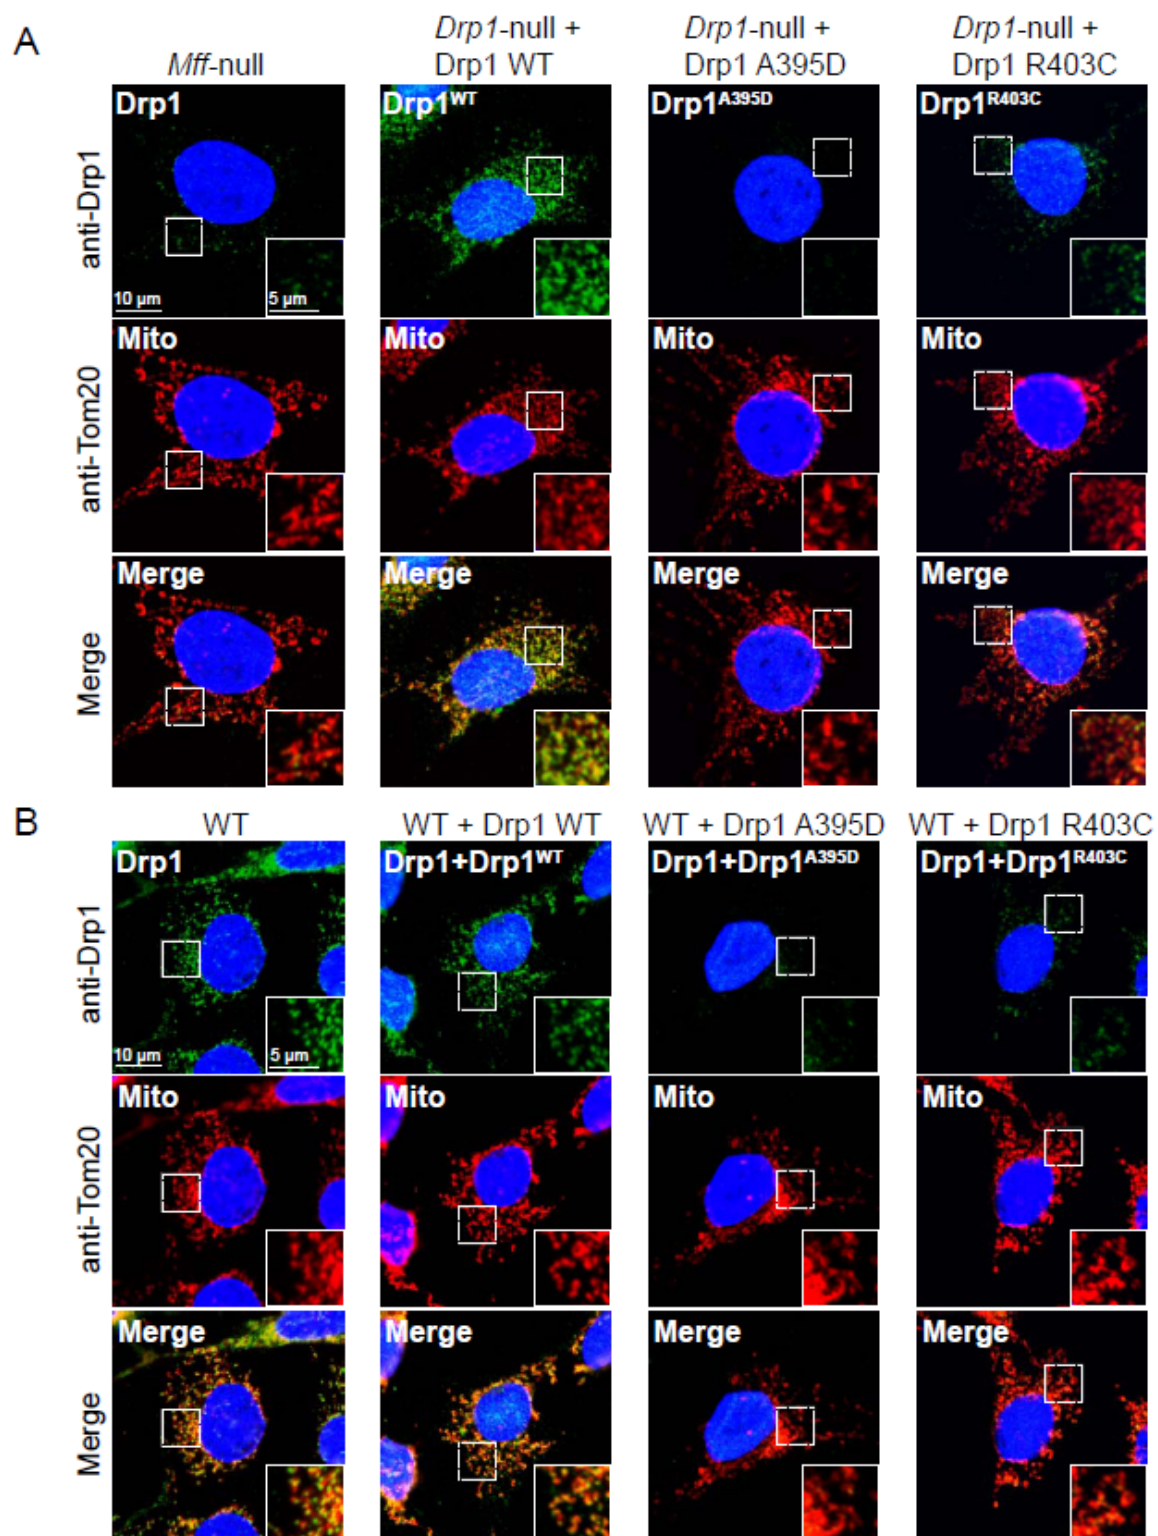 A
Mff-null
Drp1-null +
Drp1 WT
Drp1-null +
Drp1 A395D
Drp1-null +
Drp1 R403C
anti-Drp1
Drp1
10 µm
5 µm
Drp1WT
Drp1A395D
Drp1R403C
anti-Tom20
Mito
Mito
Mito
Mito
Merge
Merge
Merge
Merge
Merge
B
WT
WT + Drp1 WT
WT + Drp1 A395D
WT + Drp1 R403C
anti-Drp1
Drp1
10 µm
5 µm
Drp1+Drp1WT
Drp1+Drp1A395D
Drp1+Drp1R403C
anti-Tom20
Mito
Mito
Mito
Mito
Merge
Merge
Merge
Merge
Merge